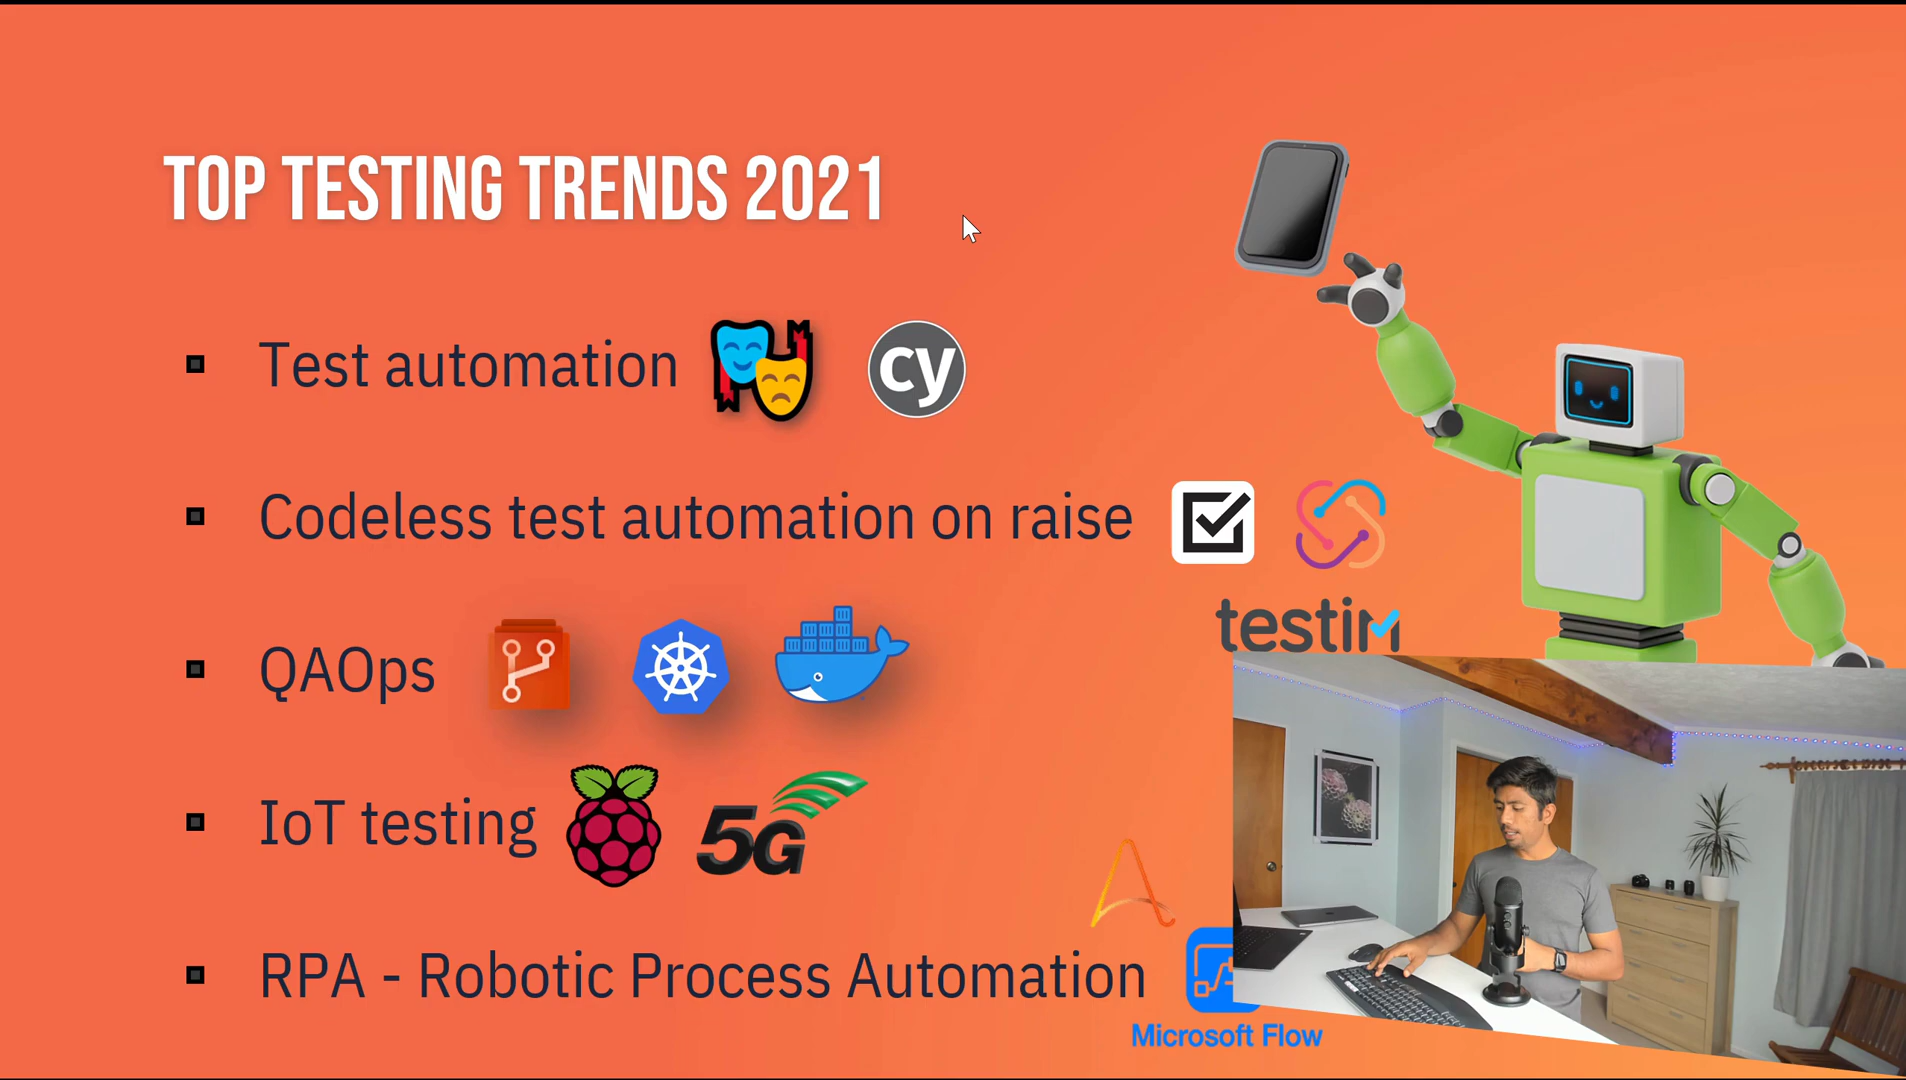 TOP TESTING TRENDS 2021
Test automation
cy
Codeless test automation on raise
testim
QAOps
IoT testing
5G
RPA - Robotic Process Automation
Microsoft Flow